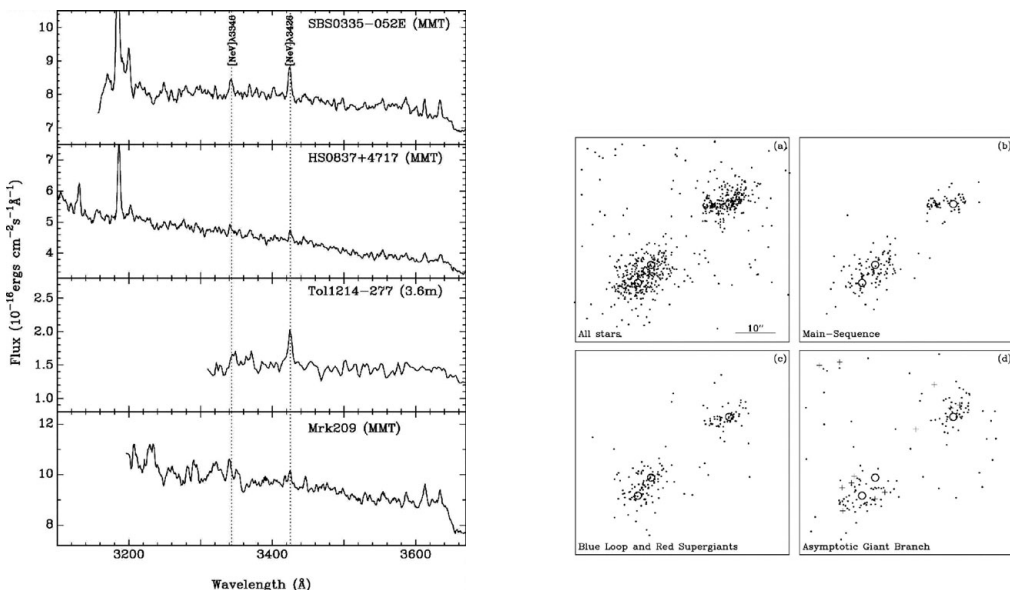 SBS0335−052E (MMT)
[NeV]λ3346
[NeV]λ3426
10
9
8
7
HS0837+4717 (MMT)
7
6
5
4
Tol1214−277 (3.6m)
2.5
2.0
1.5
1.0
Mrk209 (MMT)
12
10
8
3200
3400
3600
Wavelength (Å)
Flux (10⁻¹⁶ergs cm⁻²s⁻¹Å⁻¹)
(a)
All stars
10"
(b)
Main−Sequence
(c)
Blue Loop and Red Supergiants
(d)
Asymptotic Giant Branch